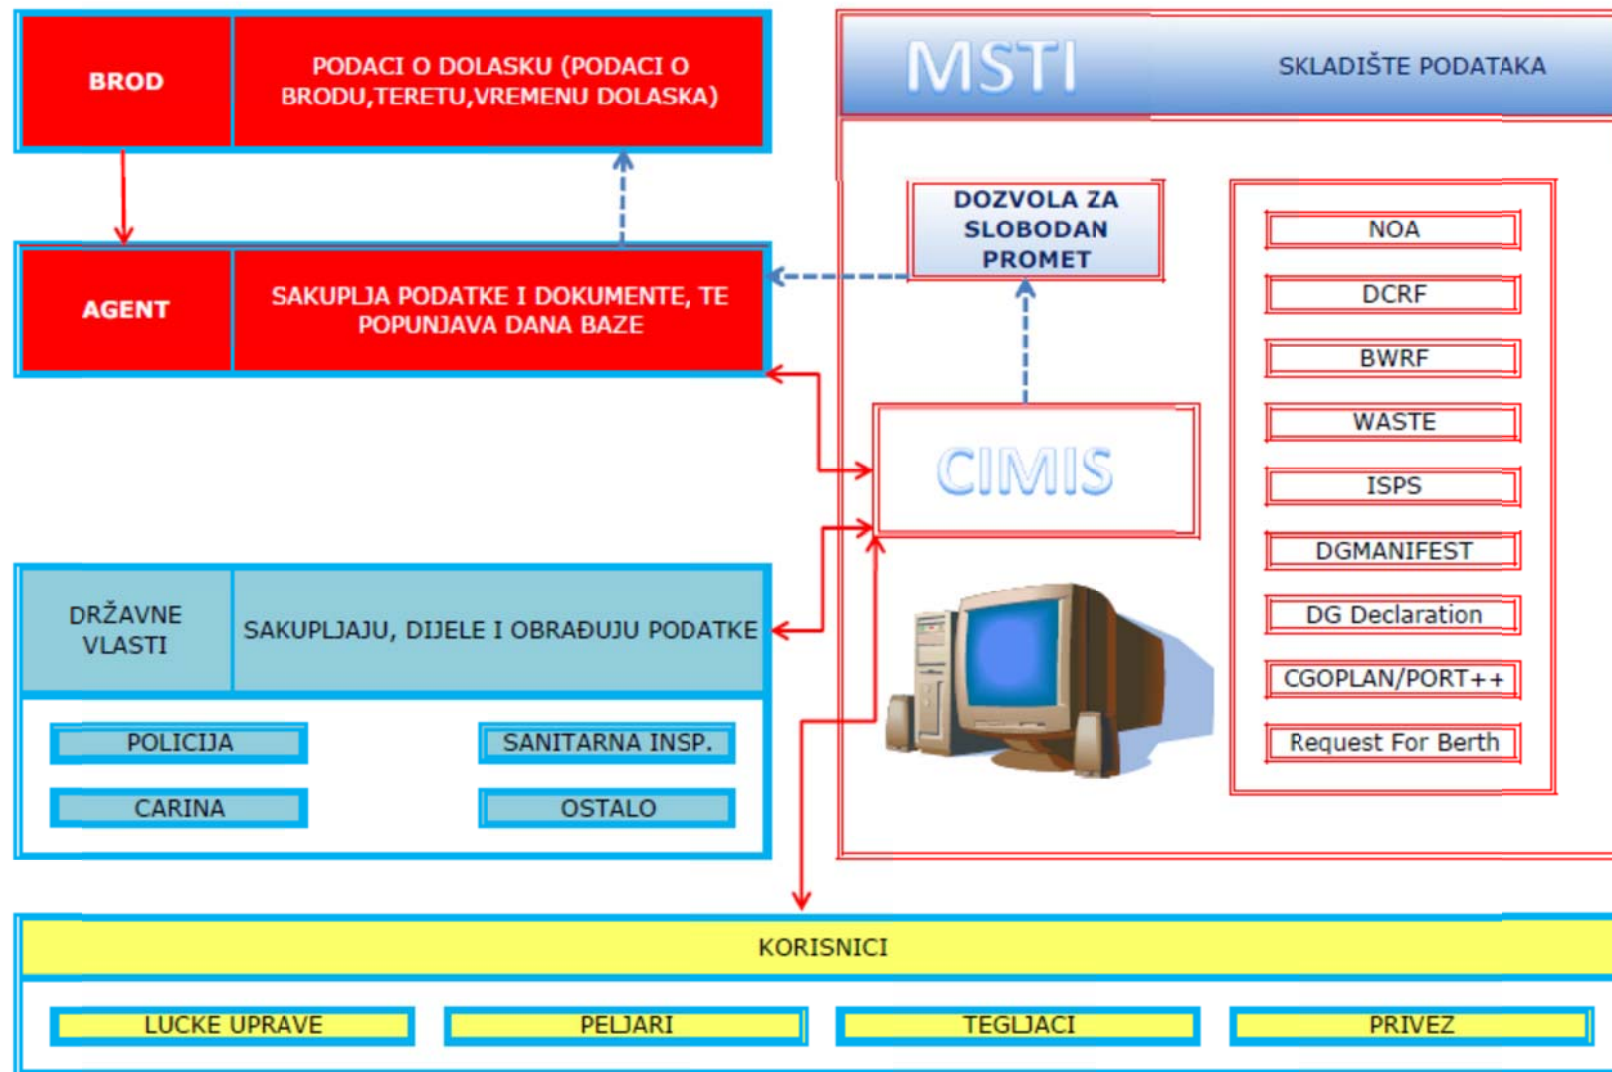 BROD
PODACI O DOLASKU (PODACI O
BRODU,TERETU,VREMENU DOLASKA)
AGENT
SAKUPLJA PODATKE I DOKUMENTE, TE
POPUNJAVA DANA BAZE
DRŽAVNE
VLASTI
SAKUPLJAJU, DIJELE I OBRAĐUJU PODATKE
POLICIJA
SANITARNA INSP.
CARINA
OSTALO
MSTI
SKLADIŠTE PODATAKA
DOZVOLA ZA
SLOBODAN
PROMET
CIMIS
NOA
DCRF
BWRF
WASTE
ISPS
DGMANIFEST
DG Declaration
CGOPLAN/PORT++
Request For Berth
KORISNICI
LUCKE UPRAVE
PELJARI
TEGLJACI
PRIVEZ